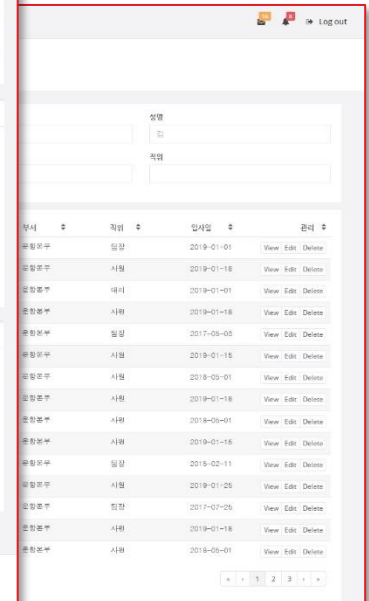 16 8 Log out
성명
김
직위
부서 직위 입사일 관리
운항본부 팀장 2019-01-01 View Edit Delete
운항본부 사원 2019-01-18 View Edit Delete
운항본부 대리 2019-01-01 View Edit Delete
운항본부 사원 2019-01-18 View Edit Delete
운항본부 팀장 2017-05-05 View Edit Delete
운항본부 사원 2019-01-15 View Edit Delete
운항본부 사원 2018-05-01 View Edit Delete
운항본부 사원 2019-01-18 View Edit Delete
운항본부 사원 2018-05-01 View Edit Delete
운항본부 사원 2019-01-15 View Edit Delete
운항본부 팀장 2015-02-11 View Edit Delete
운항본부 사원 2019-01-25 View Edit Delete
운항본부 팀장 2017-07-25 View Edit Delete
운항본부 사원 2019-01-18 View Edit Delete
운항본부 사원 2018-05-01 View Edit Delete
« ‹ 1 2 3 › »